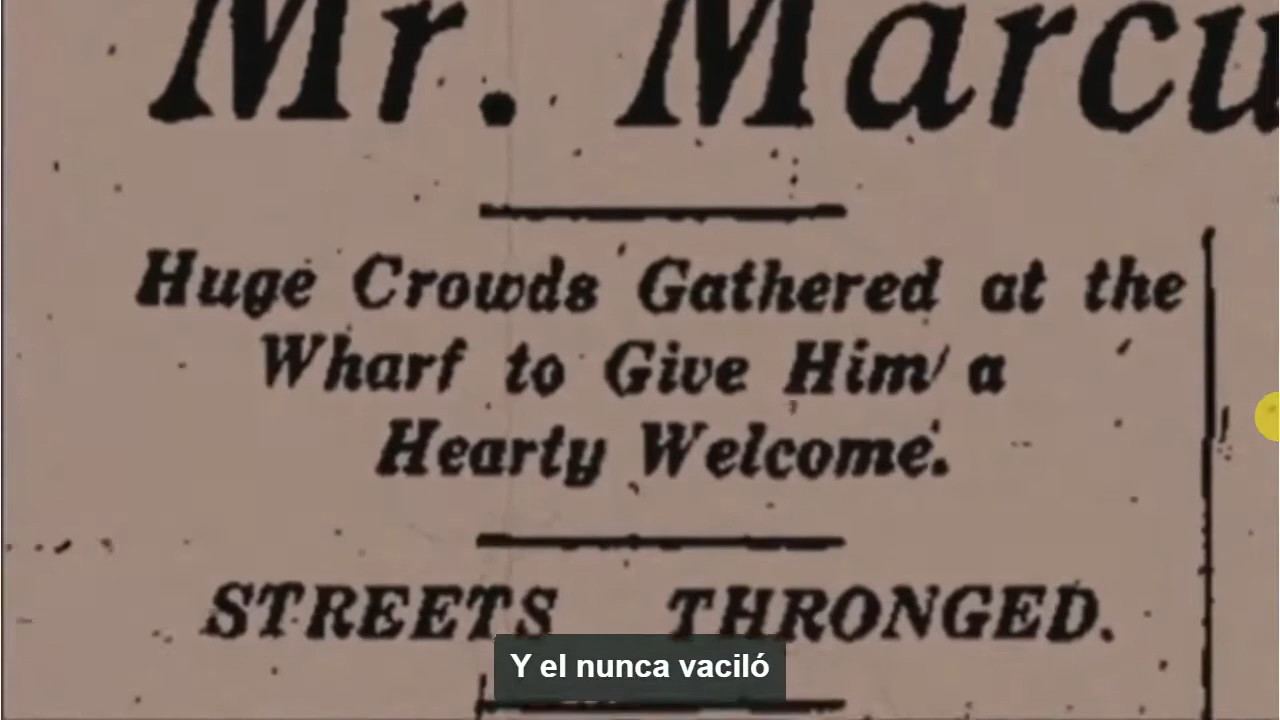 Mr. Marcu
Huge Crowds Gathered at the
Wharf to Give Him a
Hearty Welcome.
STREETS THRONGED.
Y el nunca vaciló